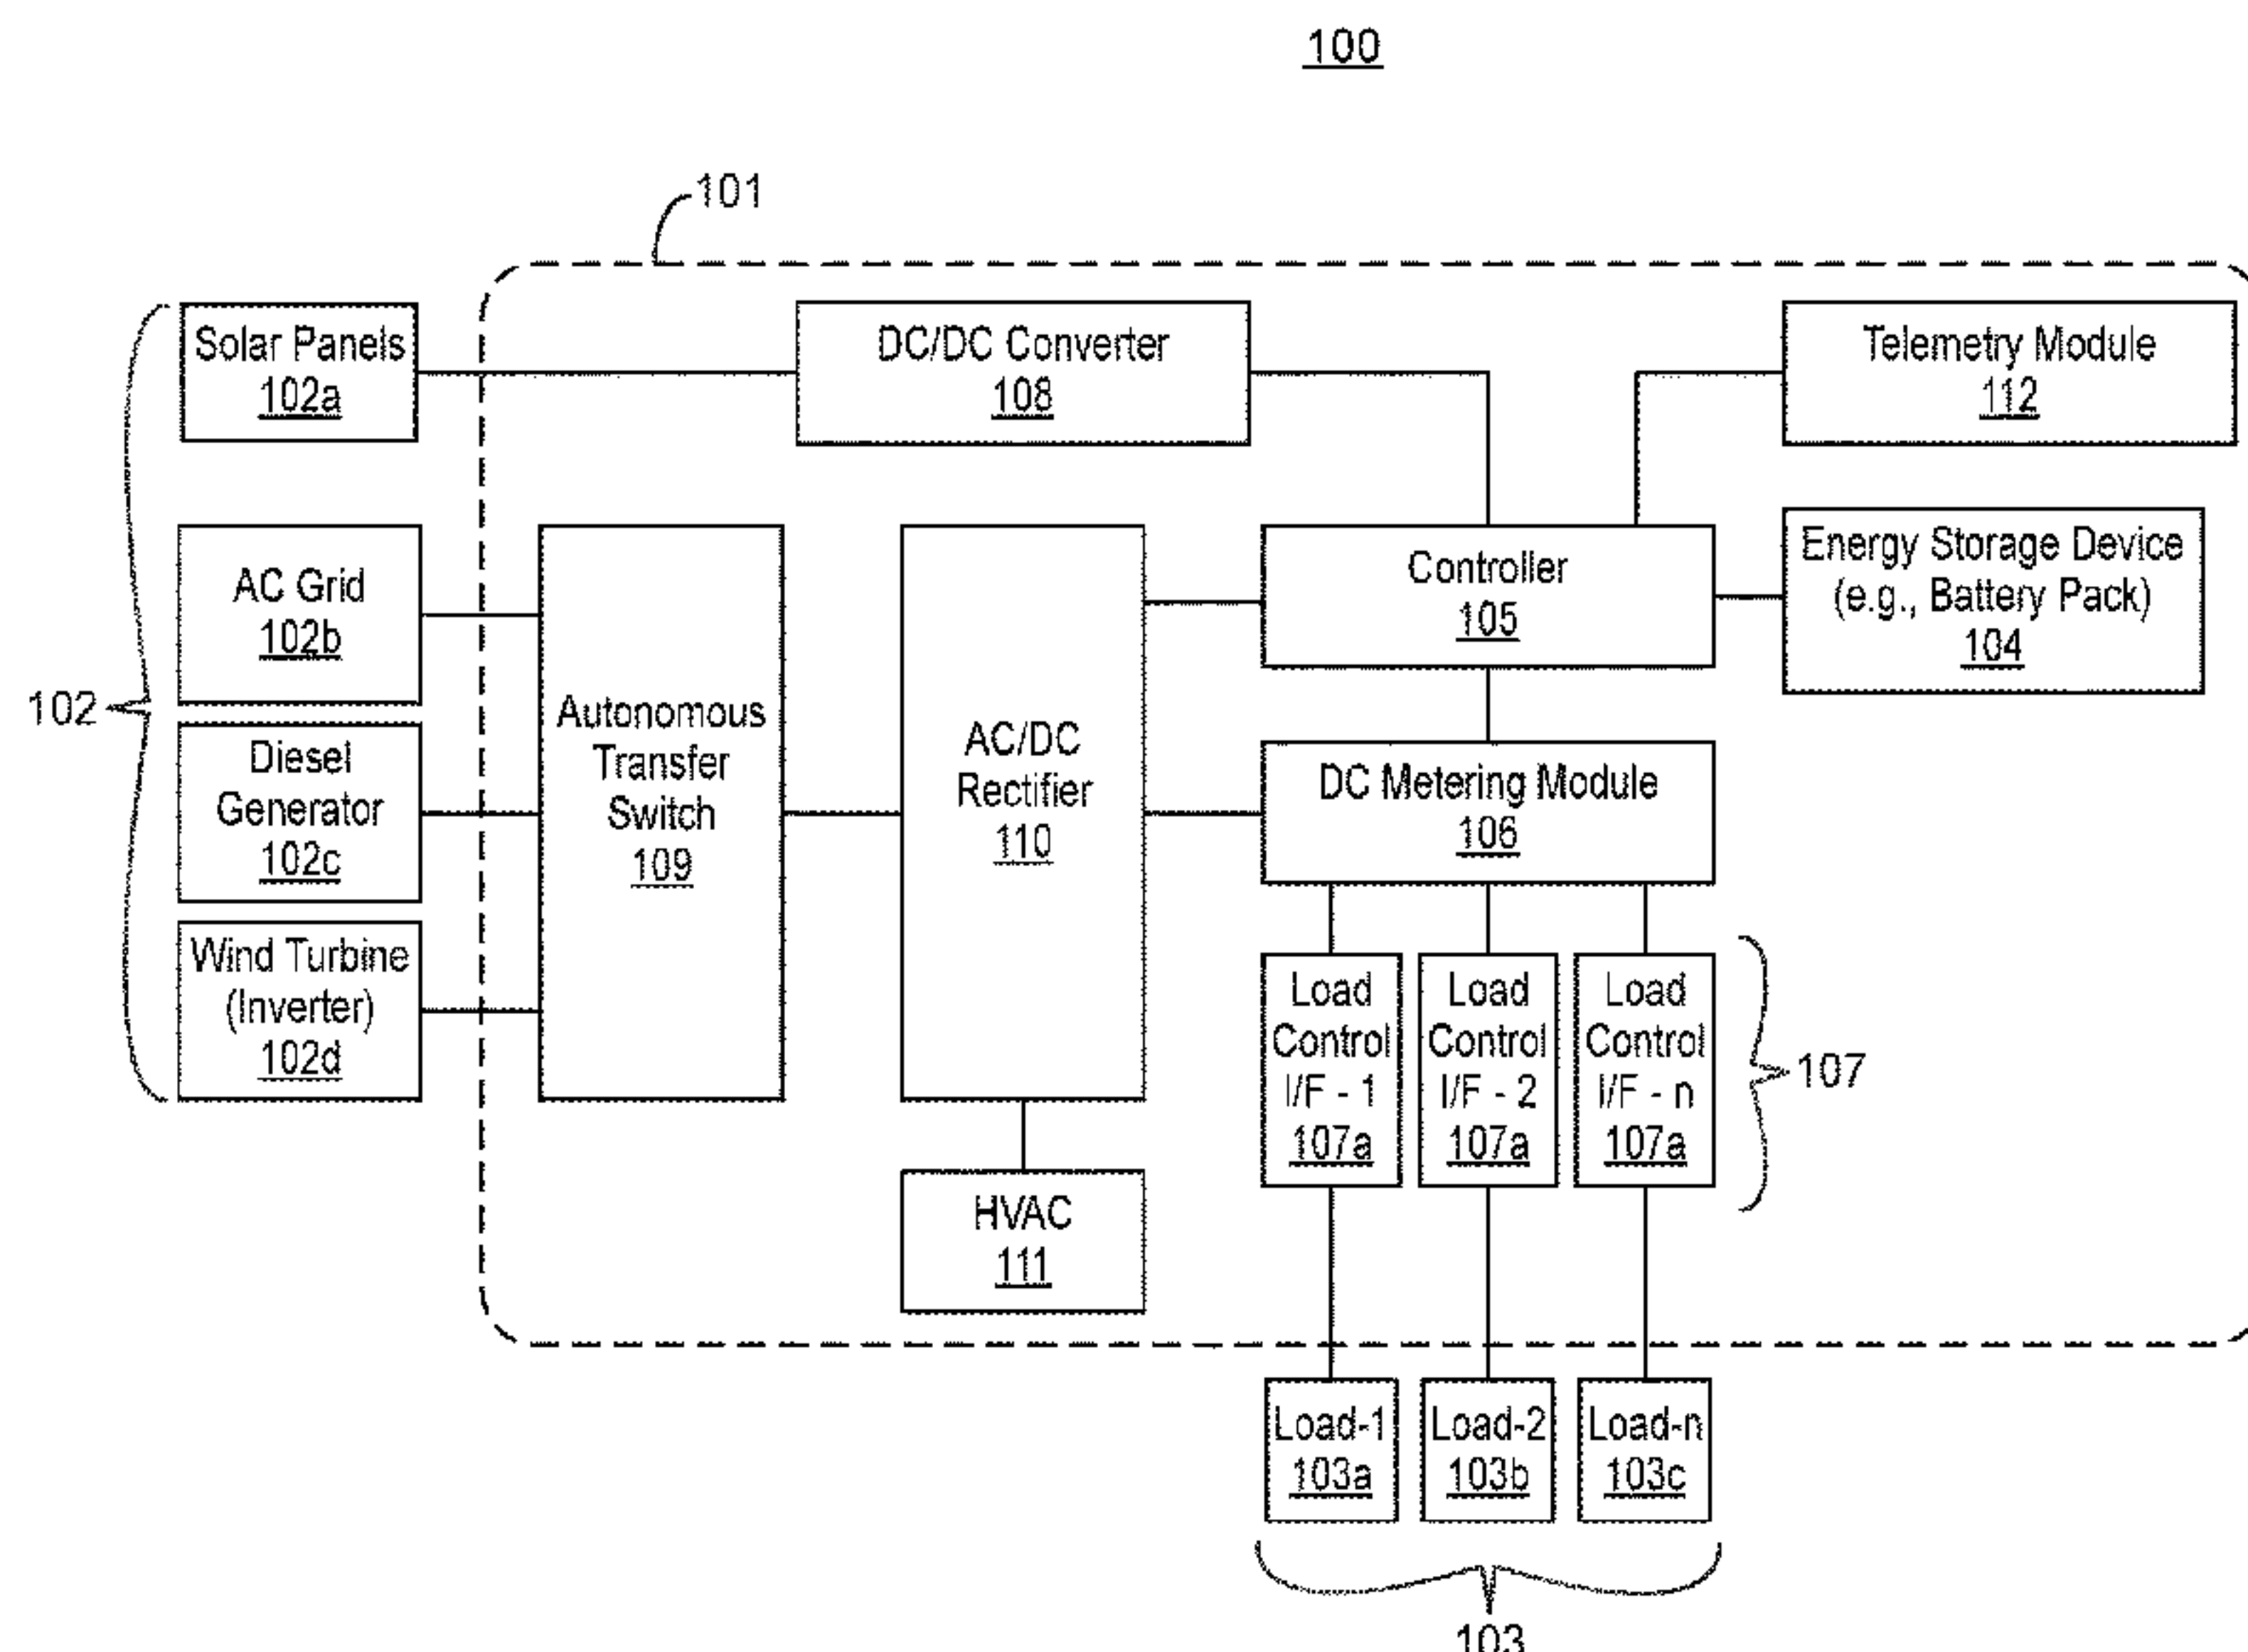 100
101
Solar Panels
102a
DC/DC Converter
108
Telemetry Module
112
AC Grid
102b
Diesel
Generator
102c
Wind Turbine
(Inverter)
102d
102
Autonomous
Transfer
Switch
109
AC/DC
Rectifier
110
HVAC
111
Controller
105
Energy Storage Device
(e.g., Battery Pack)
104
DC Metering Module
106
Load
Control
I/F - 1
107a
Load
Control
I/F - 2
107a
Load
Control
I/F - n
107a
107
Load-1
103a
Load-2
103b
Load-n
103c
103